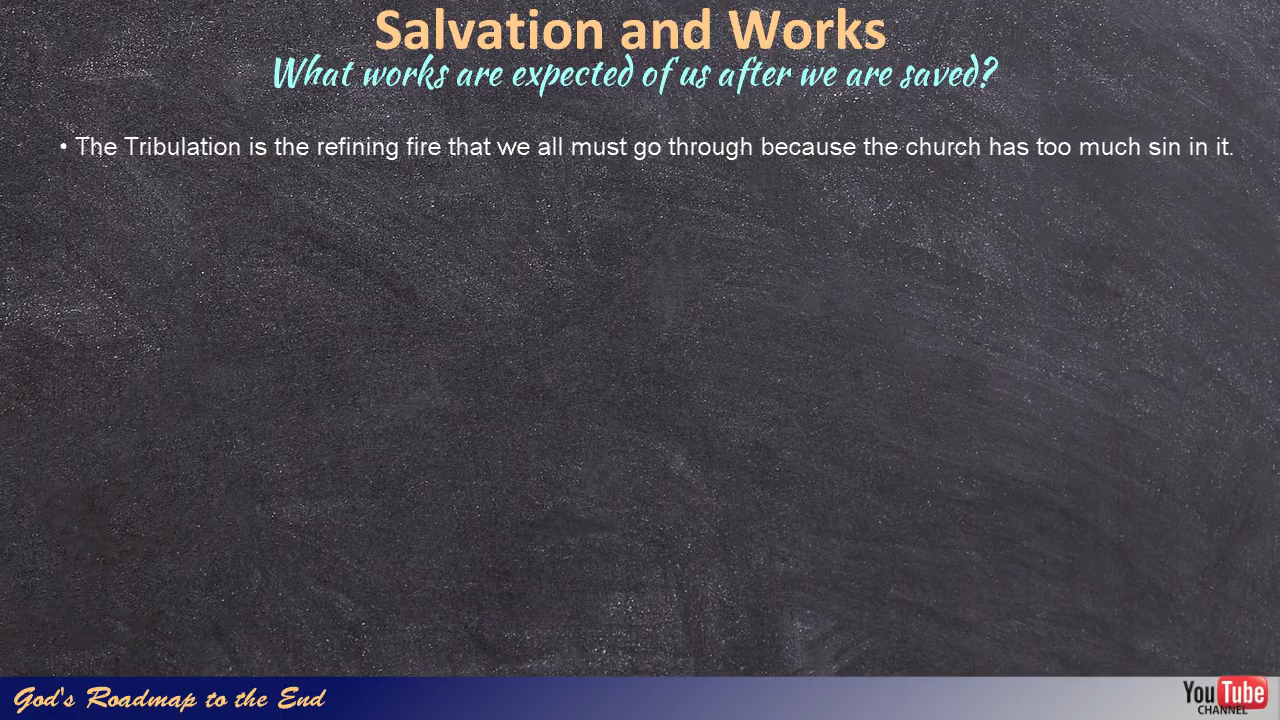 Salvation and Works
What works are expected of us after we are saved?
• The Tribulation is the refining fire that we all must go through because the church has too much sin in it.
God's Roadmap to the End
YouTube
CHANNEL